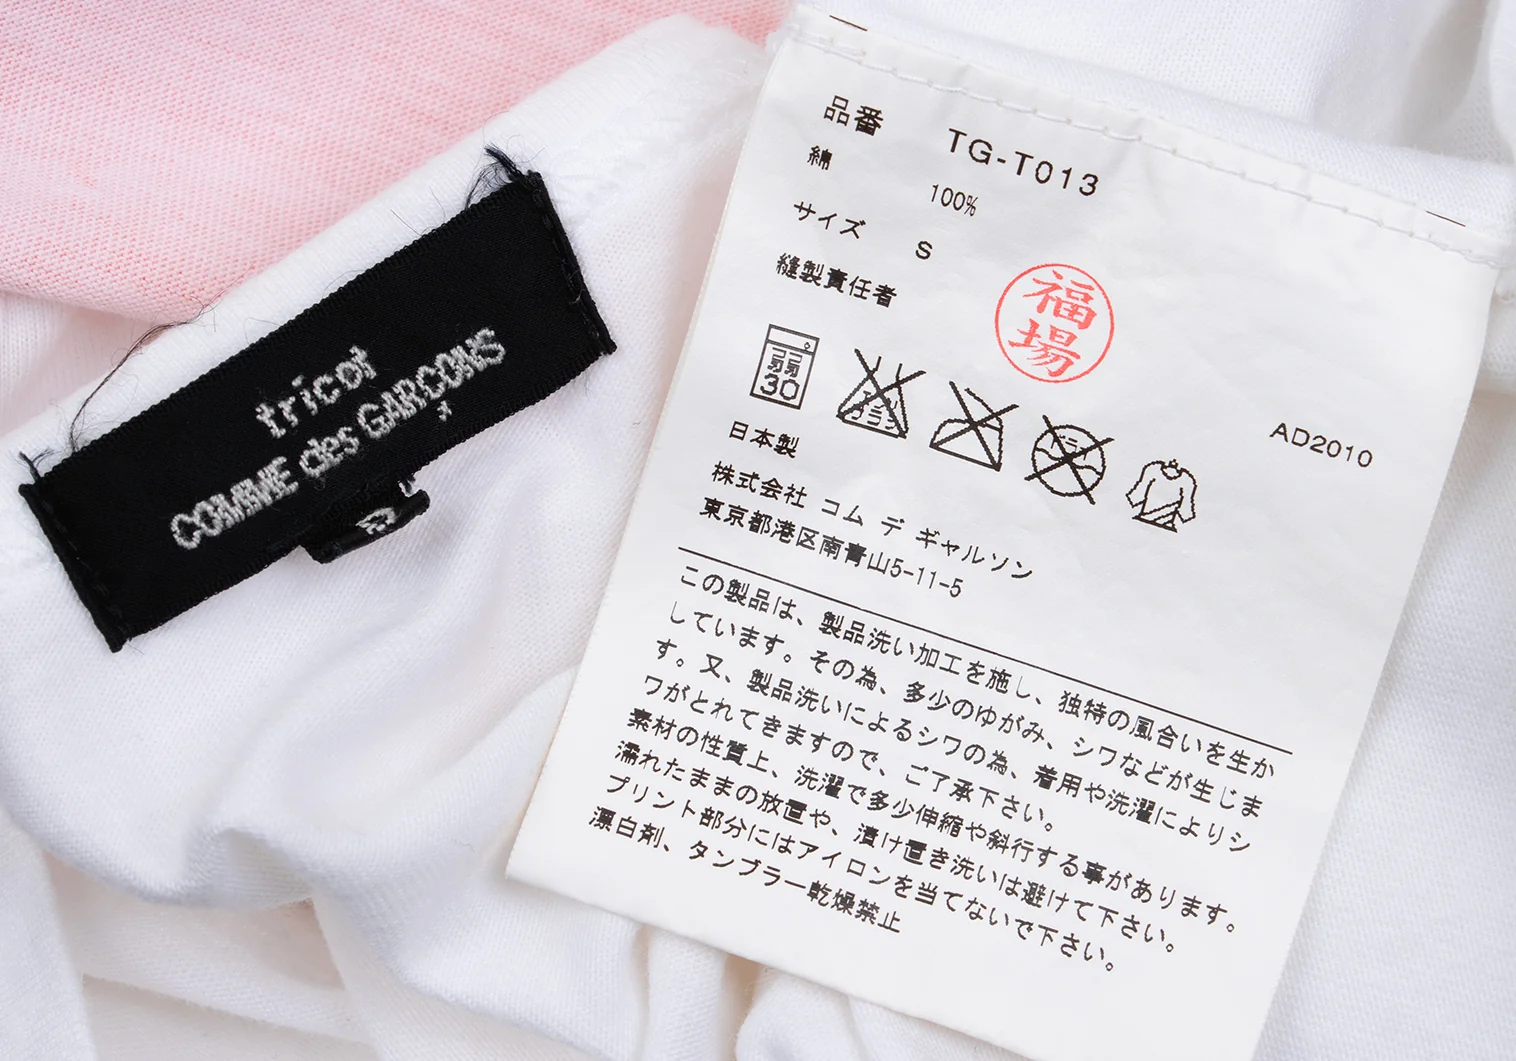 tricot
COMME des GARCONS
S
品番 TG-T013
綿 100%
サイズ S
縫製責任者
福場
弱
30
エンソ
サラシ
ドライ
AD2010
日本製
株式会社 コム デ ギャルソン
東京都港区南青山5-11-5
この製品は、製品洗い加工を施し、独特の風合いを生か
しています。その為、多少のゆがみ、シワなどが生じま
す。又、製品洗いによるシワの為、着用や洗濯によりシ
ワがとれてきますので、ご了承下さい。
素材の性質上、洗濯で多少伸縮や斜行する事があります。
濡れたままの放置や、漬け置き洗いは避けて下さい。
プリント部分にはアイロンを当てないで下さい。
漂白剤、タンブラー乾燥禁止